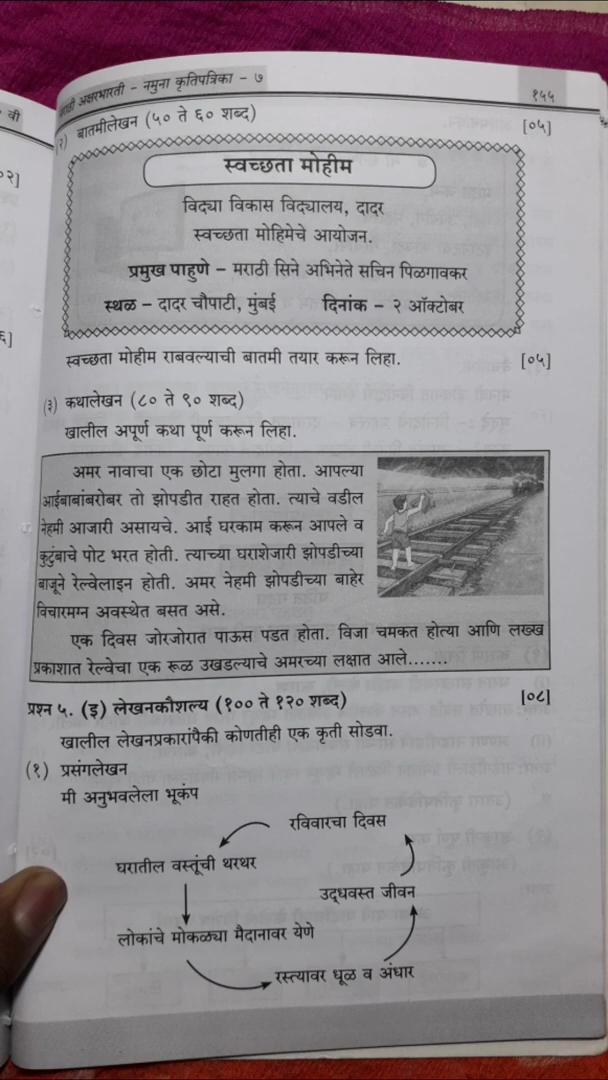 मराठी अक्षरभारती - नमुना कृतिपत्रिका - ७
१५५
वी
(२) बातमीलेखन (५० ते ६० शब्द)
[०५]
०२]
स्वच्छता मोहीम
विद्या विकास विद्यालय, दादर
स्वच्छता मोहिमेचे आयोजन.
प्रमुख पाहुणे – मराठी सिने अभिनेते सचिन पिळगावकर
स्थळ – दादर चौपाटी, मुंबई दिनांक – २ ऑक्टोबर
स्वच्छता मोहीम राबवल्याची बातमी तयार करून लिहा. [०५]
(३) कथालेखन (८० ते ९० शब्द)
खालील अपूर्ण कथा पूर्ण करून लिहा.
अमर नावाचा एक छोटा मुलगा होता. आपल्या
आईबाबांबरोबर तो झोपडीत राहत होता. त्याचे वडील
नेहमी आजारी असायचे. आई घरकाम करून आपले व
कुटुंबाचे पोट भरत होती. त्याच्या घराशेजारी झोपडीच्या
बाजूने रेल्वेलाइन होती. अमर नेहमी झोपडीच्या बाहेर
विचारमग्न अवस्थेत बसत असे.
एक दिवस जोरजोरात पाऊस पडत होता. विजा चमकत होत्या आणि लख्ख
प्रकाशात रेल्वेचा एक रूळ उखडल्याचे अमरच्या लक्षात आले.......
प्रश्न ५. (इ) लेखनकौशल्य (१०० ते १२० शब्द) [०८]
खालील लेखनप्रकारांपैकी कोणतीही एक कृती सोडवा.
(१) प्रसंगलेखन
मी अनुभवलेला भूकंप
रविवारचा दिवस
घरातील वस्तूंची थरथर
उद्ध्वस्त जीवन
लोकांचे मोकळ्या मैदानावर येणे
रस्त्यावर धूळ व अंधार